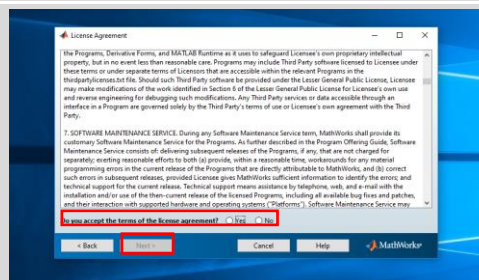 License Agreement
the Programs, Derivative Forms, and MATLAB Runtime as it uses to safeguard Licensee's own proprietary intellectual
property, but in no event less than reasonable care. Programs may include Third Party software licensed to Licensee under
these terms or under separate terms of Licensors that are accessible within the relevant Programs in the
thirdpartylicenses.txt file. Should such Third Party software be provided under the Lesser General Public License, Licensee
may make modifications of the work identified in Section 6 of the Lesser General Public License for Licensee's own use
and reverse engineering for debugging such modifications. Any Third Party services or data accessible through an
interface in a Program are governed solely by the Third Party's terms of use or Licensee's own agreement with the Third
Party.
7. SOFTWARE MAINTENANCE SERVICE. During any Software Maintenance Service term, MathWorks shall provide its
customary Software Maintenance Service for the Programs. As further described in the Program Offering Guide, Software
Maintenance Service consists of: delivering subsequent releases of the Programs, if any, that are not charged for
separately; exerting reasonable efforts to both (a) provide, within a reasonable time, workarounds for any material
programming errors in the current release of the Programs that are directly attributable to MathWorks, and (b) correct
such errors in subsequent releases, provided Licensee gives MathWorks sufficient information to identify the errors; and
technical support for the current release. Technical support means assistance by telephone, web, and e-mail with the
installation and/or use of the then-current release of the licensed Programs, including all available bug fixes and patches,
and their interaction with supported hardware and operating systems ("Platforms"). Software Maintenance Service may
Do you accept the terms of the license agreement? Yes No
< Back Next > Cancel Help MathWorks